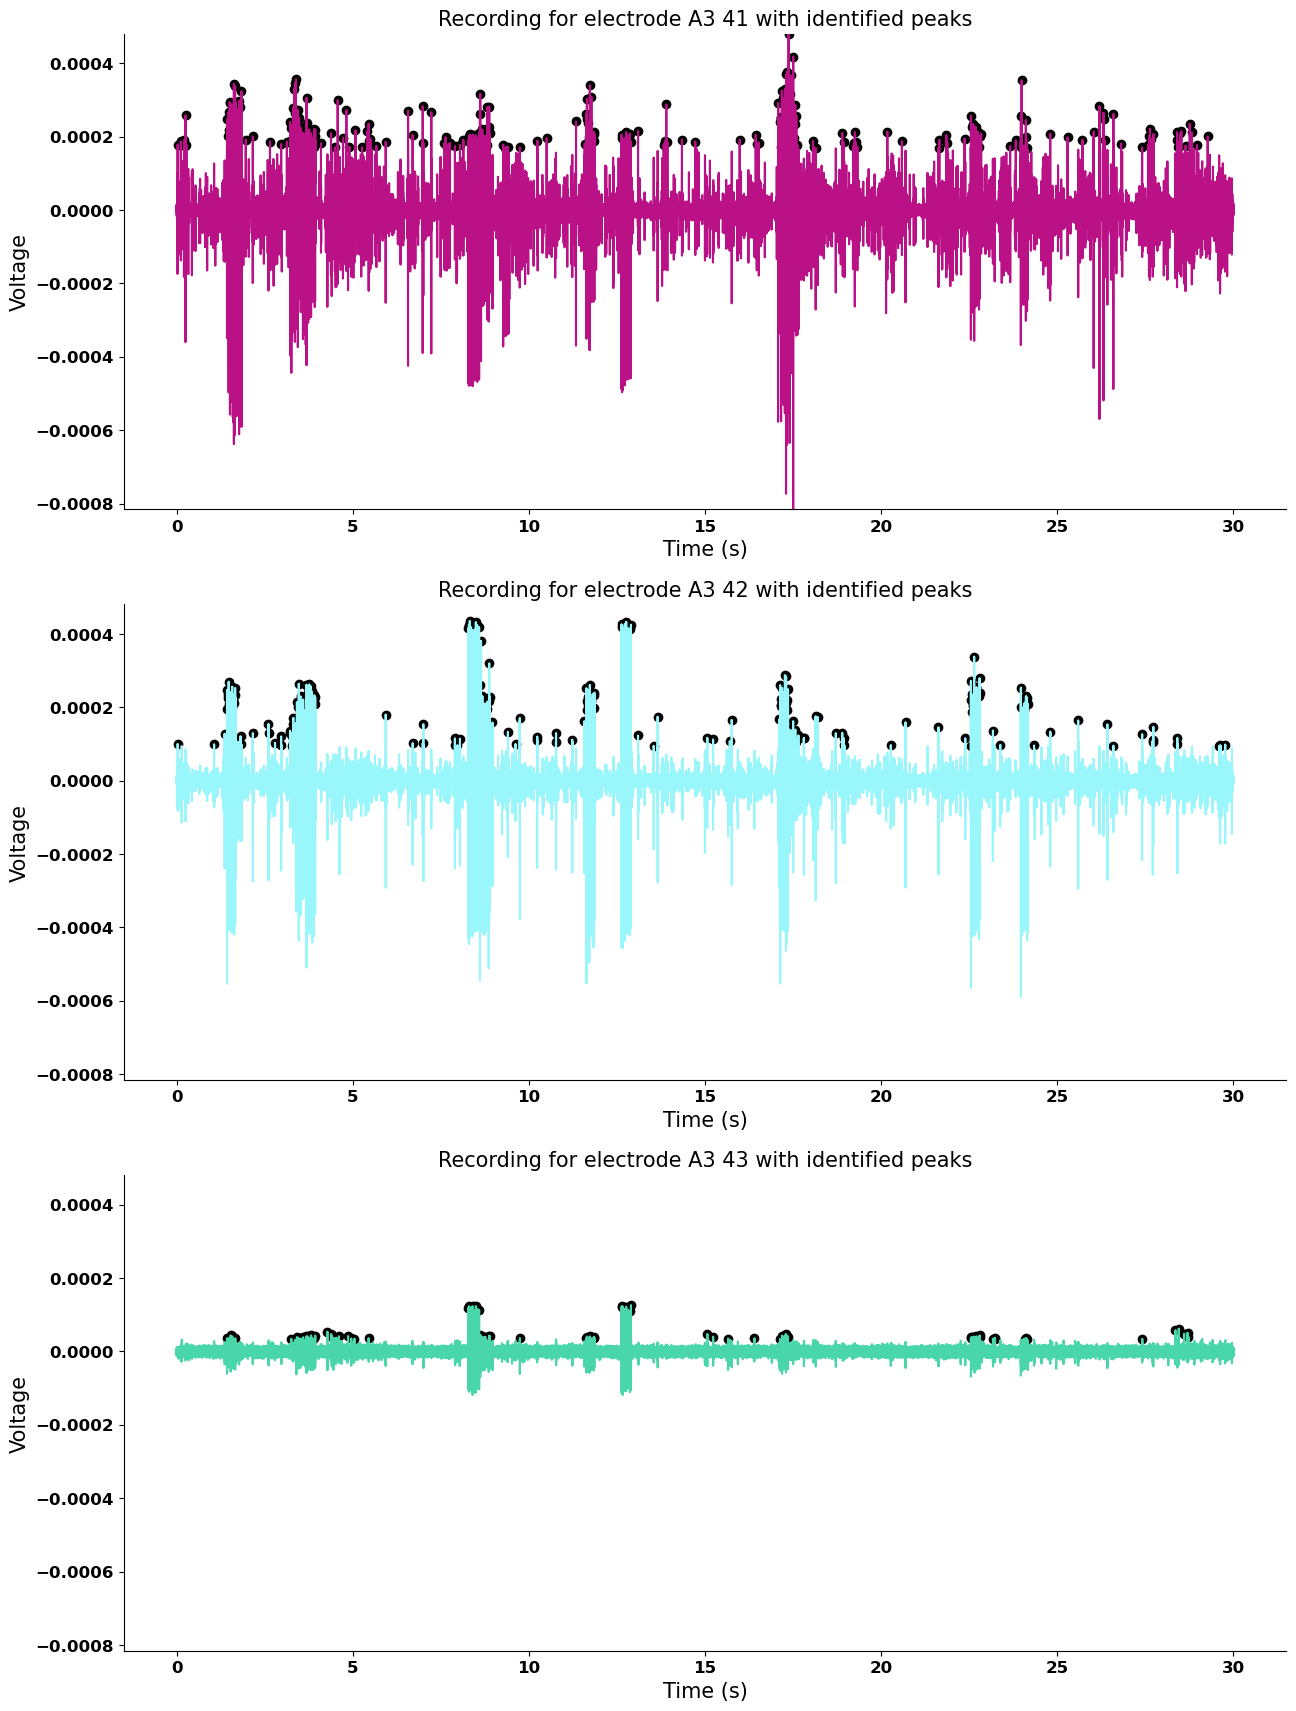 Recording for electrode A3 41 with identified peaks
0.0004
0.0002
0.0000
−0.0002
−0.0004
−0.0006
−0.0008
Voltage
0 5 10 15 20 25 30
Time (s)
Recording for electrode A3 42 with identified peaks
0.0004
0.0002
0.0000
−0.0002
−0.0004
−0.0006
−0.0008
Voltage
0 5 10 15 20 25 30
Time (s)
Recording for electrode A3 43 with identified peaks
0.0004
0.0002
0.0000
−0.0002
−0.0004
−0.0006
−0.0008
Voltage
0 5 10 15 20 25 30
Time (s)